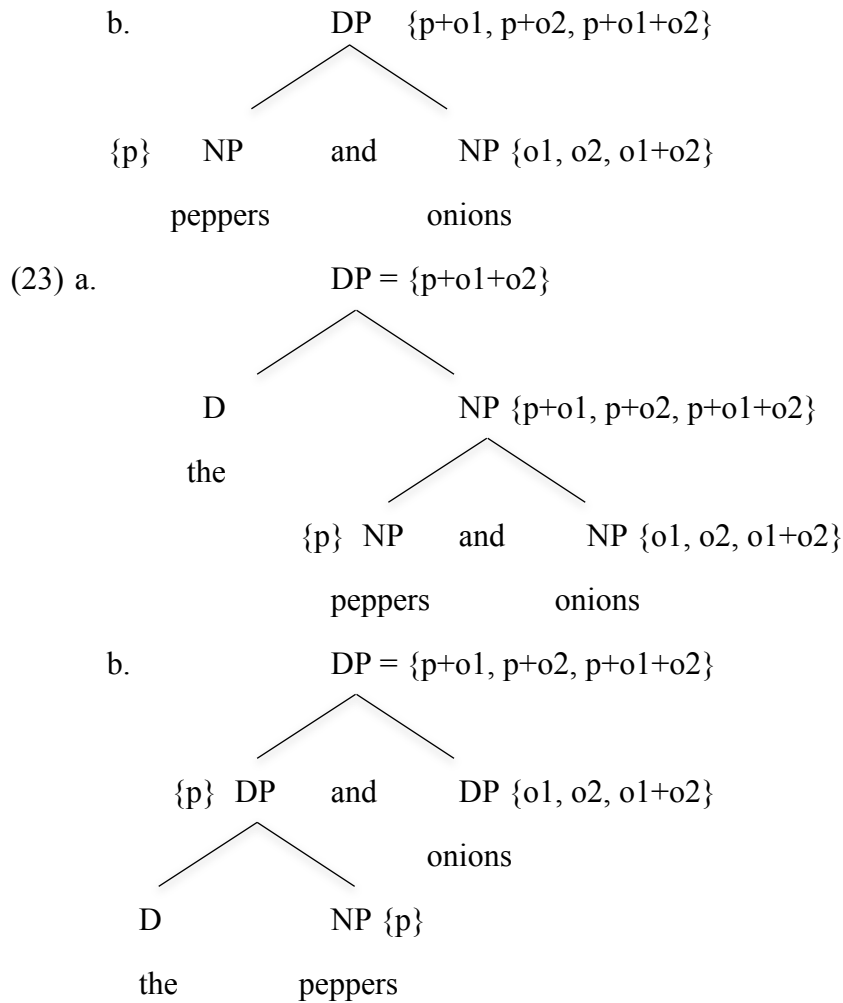 b. DP {p+o1, p+o2, p+o1+o2}
{p} NP and NP {o1, o2, o1+o2}
peppers onions
(23) a. DP = {p+o1+o2}
D NP {p+o1, p+o2, p+o1+o2}
the
{p} NP and NP {o1, o2, o1+o2}
peppers onions
b. DP = {p+o1, p+o2, p+o1+o2}
{p} DP and DP {o1, o2, o1+o2}
onions
D NP {p}
the peppers